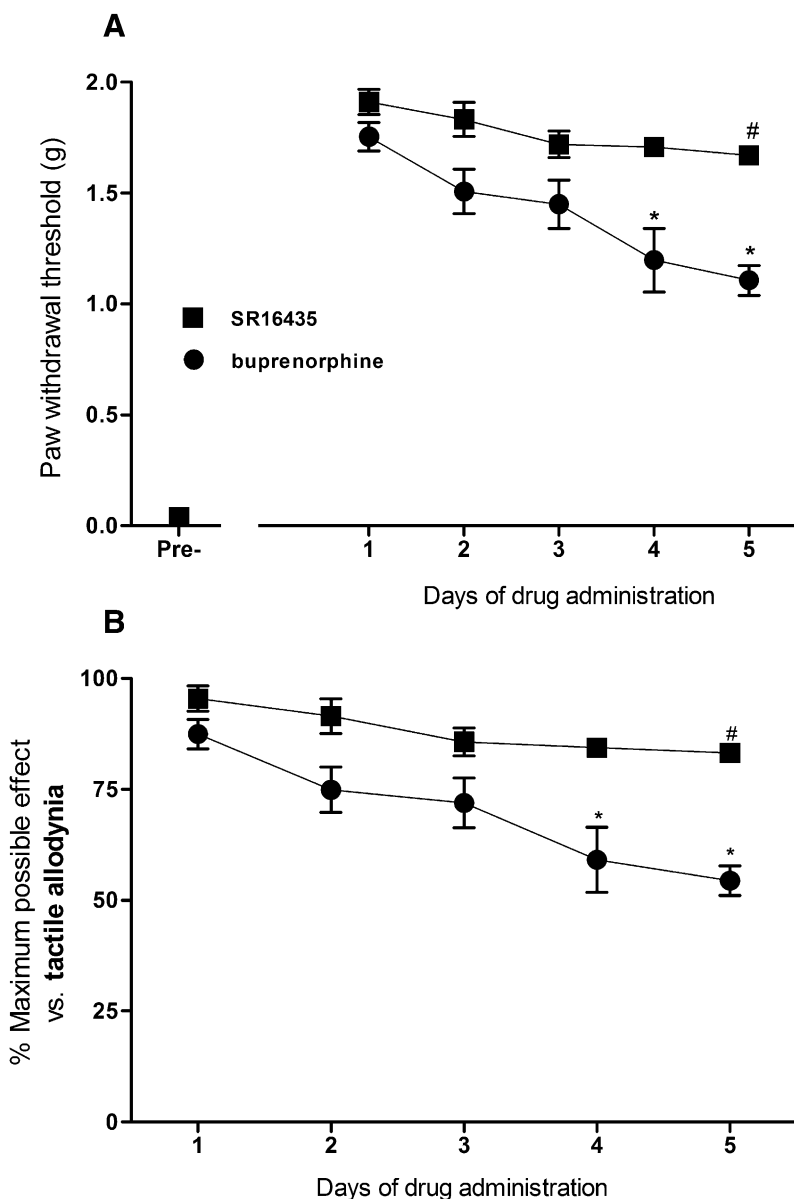 A
Paw withdrawal threshold (g)
2.0
1.5
1.0
0.5
0.0
#
*
*
SR16435
buprenorphine
Pre-
1 2 3 4 5
Days of drug administration
B
% Maximum possible effect
vs. tactile allodynia
100
75
50
25
0
#
*
*
1 2 3 4 5
Days of drug administration